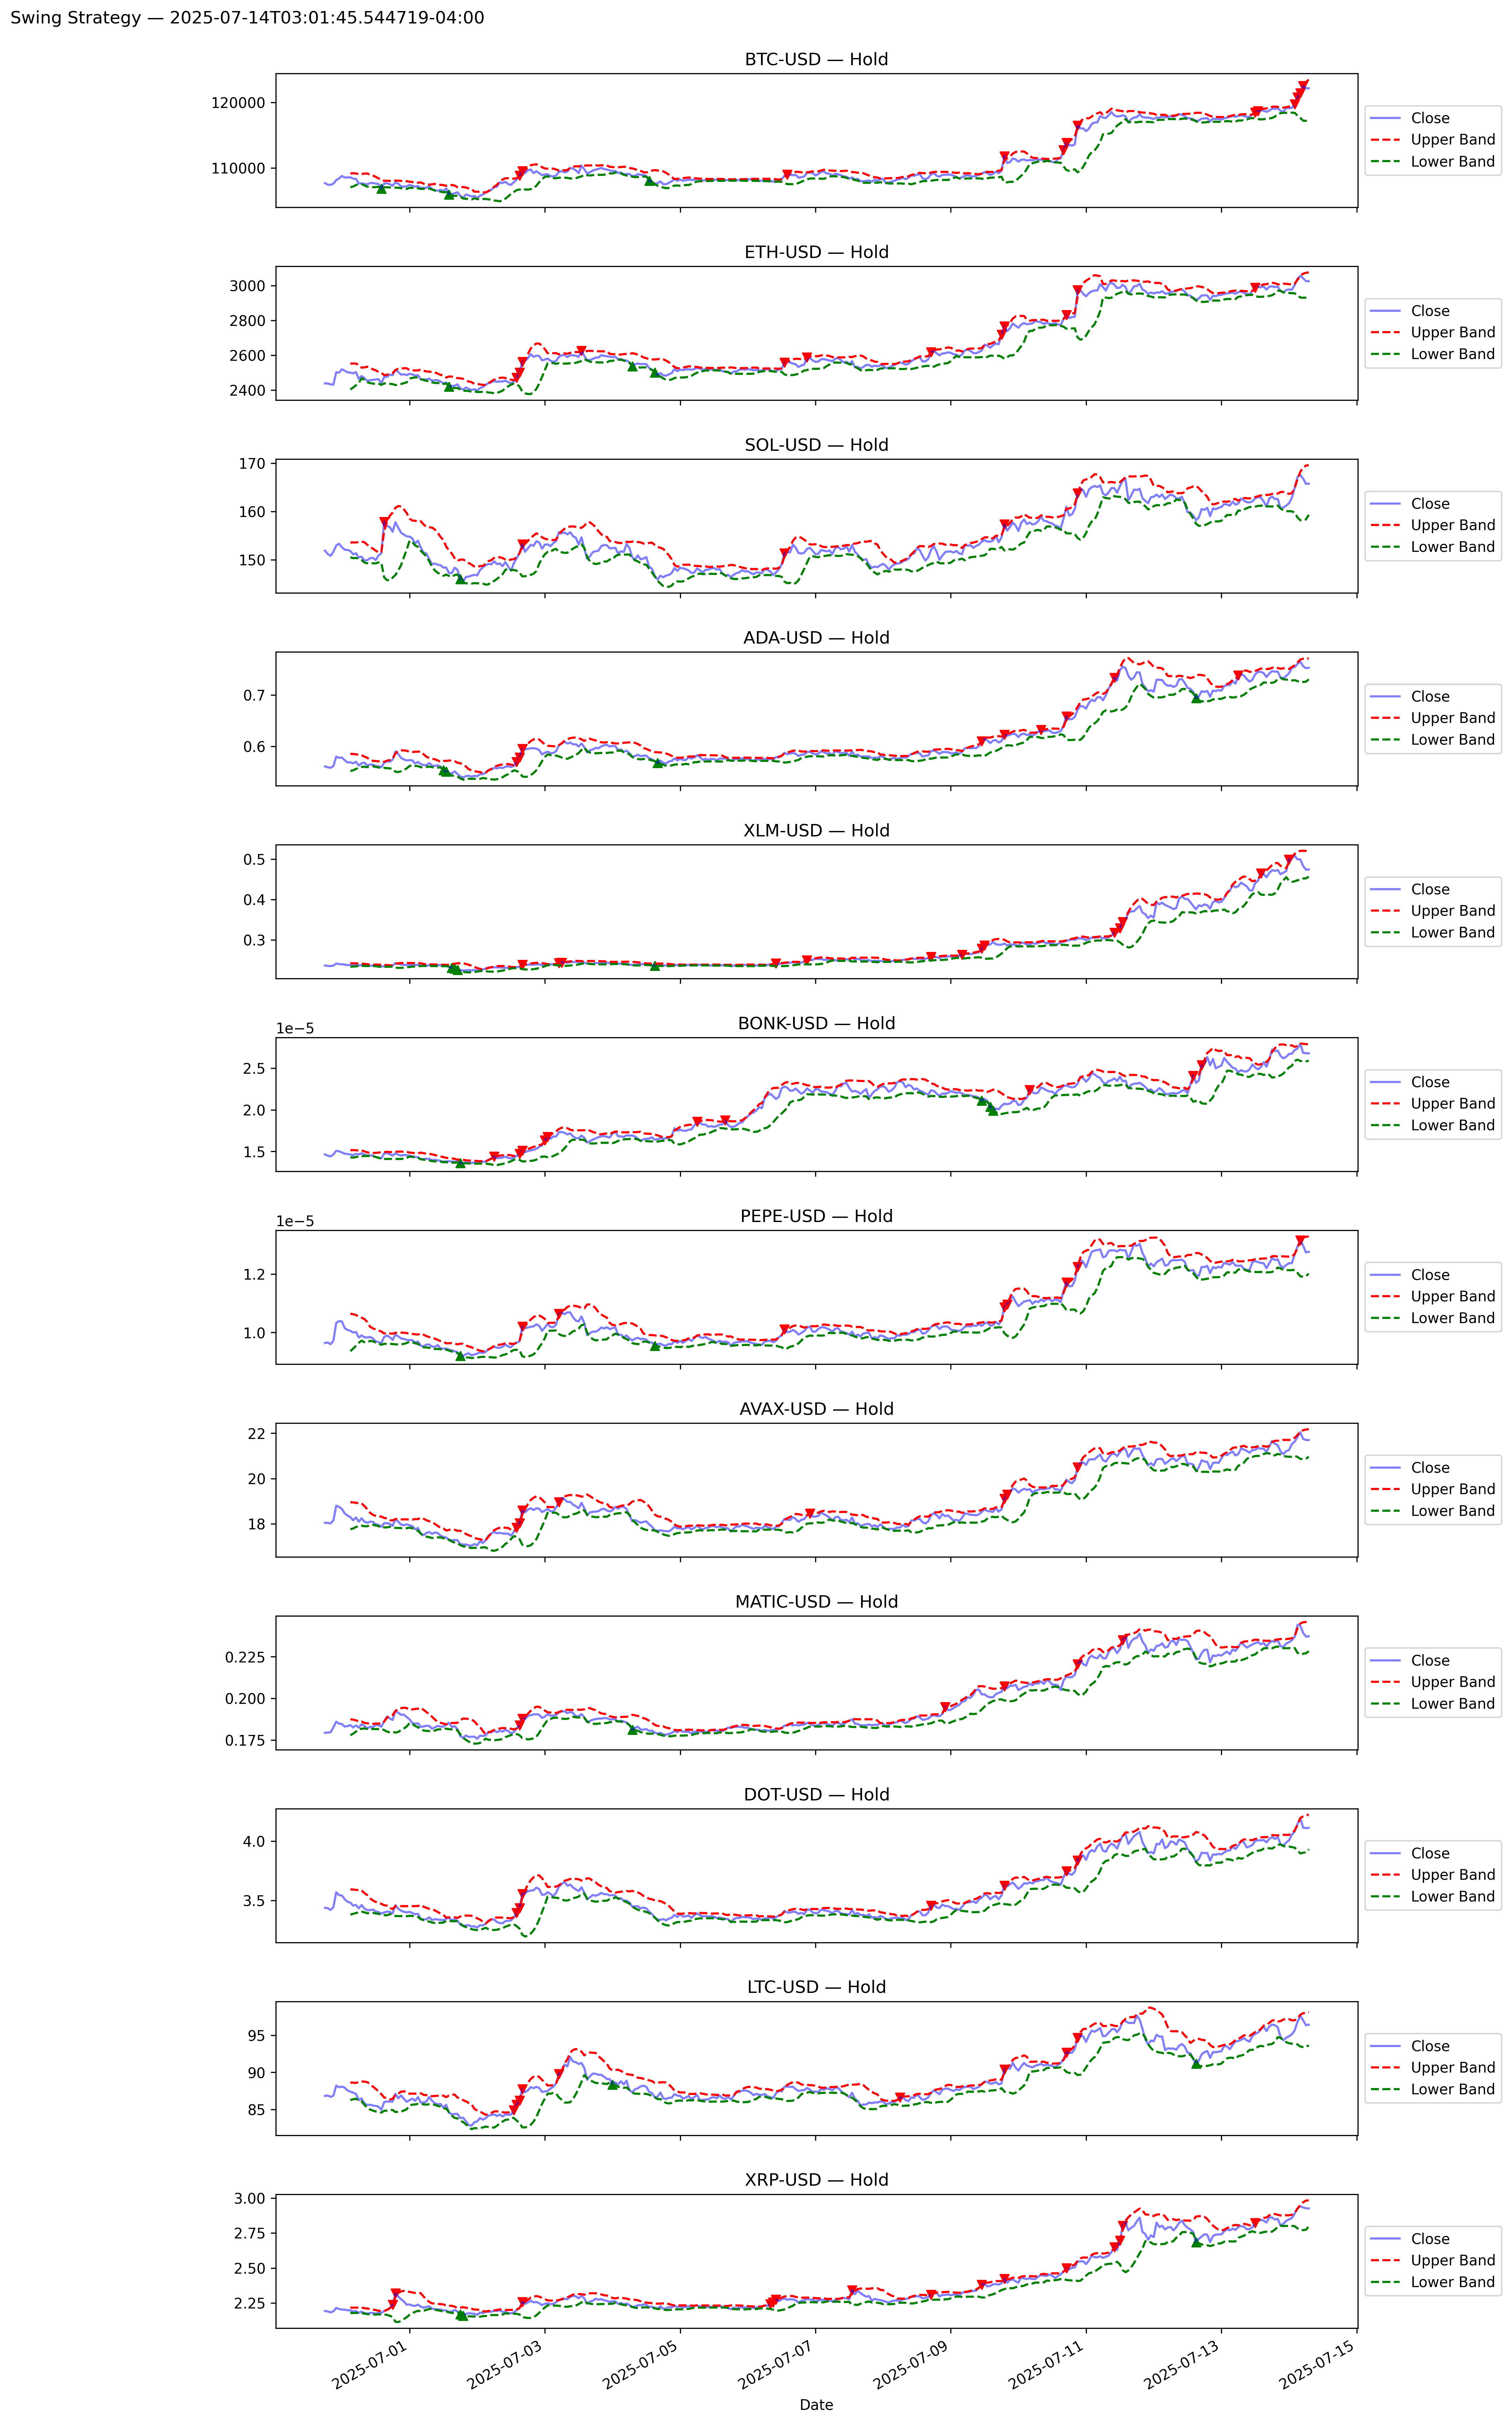 Swing Strategy — 2025-07-14T03:01:45.544719-04:00
BTC-USD — Hold
120000
110000
Close
Upper Band
Lower Band
ETH-USD — Hold
3000
2800
2600
2400
Close
Upper Band
Lower Band
SOL-USD — Hold
170
160
150
Close
Upper Band
Lower Band
ADA-USD — Hold
0.7
0.6
Close
Upper Band
Lower Band
XLM-USD — Hold
0.5
0.4
0.3
Close
Upper Band
Lower Band
BONK-USD — Hold
1e−5
2.5
2.0
1.5
Close
Upper Band
Lower Band
PEPE-USD — Hold
1e−5
1.2
1.0
Close
Upper Band
Lower Band
AVAX-USD — Hold
22
20
18
Close
Upper Band
Lower Band
MATIC-USD — Hold
0.225
0.200
0.175
Close
Upper Band
Lower Band
DOT-USD — Hold
4.0
3.5
Close
Upper Band
Lower Band
LTC-USD — Hold
95
90
85
Close
Upper Band
Lower Band
XRP-USD — Hold
3.00
2.75
2.50
2.25
Close
Upper Band
Lower Band
2025-07-01
2025-07-03
2025-07-05
2025-07-07
2025-07-09
2025-07-11
2025-07-13
2025-07-15
Date